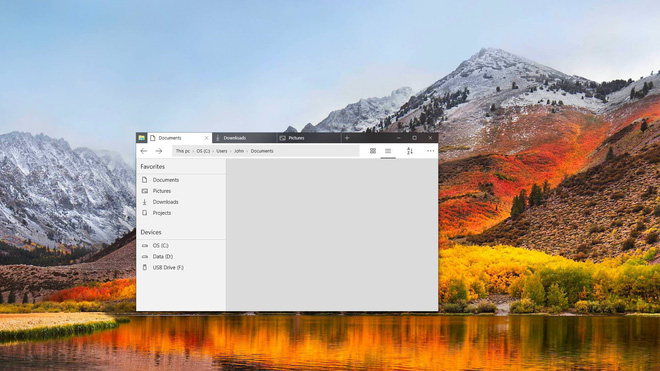 Documents Downloads Pictures
This pc OS (C:) Users John Documents
Favorites
Documents
Pictures
Downloads
Projects
Devices
OS (C:)
Data (D:)
USB Drive (F:)